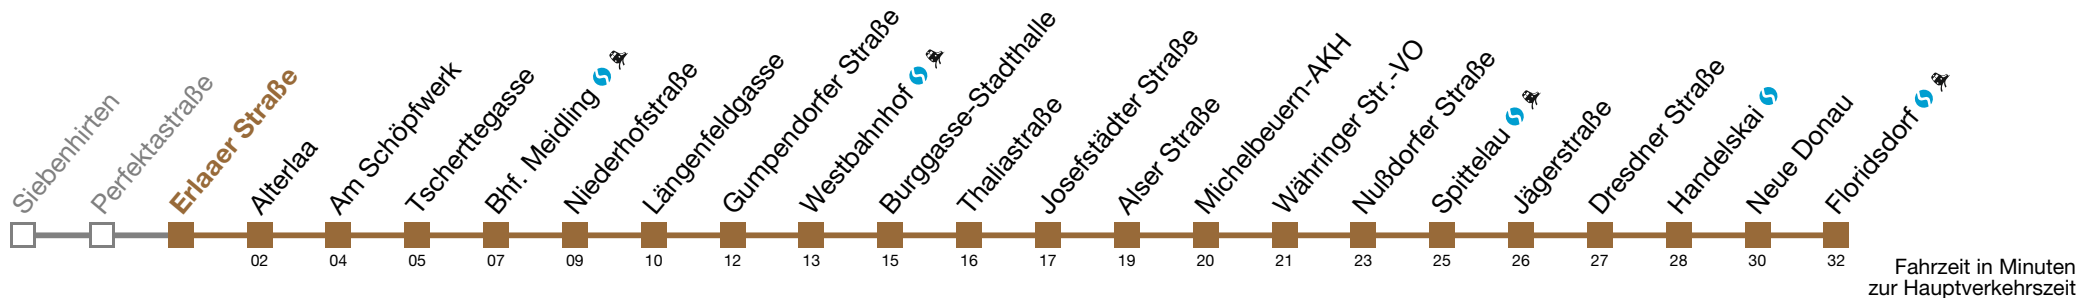 Siebenhirten
Perfektastraße
Erlaaer Straße
Alterlaa
Am Schöpfwerk
Tscherttegasse
Bhf. Meidling
Niederhofstraße
Längenfeldgasse
Gumpendorfer Straße
Westbahnhof
Burggasse-Stadthalle
Thaliastraße
Josefstädter Straße
Alser Straße
Michelbeuern-AKH
Währinger Str.-VO
Nußdorfer Straße
Spittelau
Jägerstraße
Dresdner Straße
Handelskai
Neue Donau
Floridsdorf
02 04 05 07 09 10 12 13 15 16 17 19 20 21 23 25 26 27 28 30 32
Fahrzeit in Minuten
zur Hauptverkehrszeit